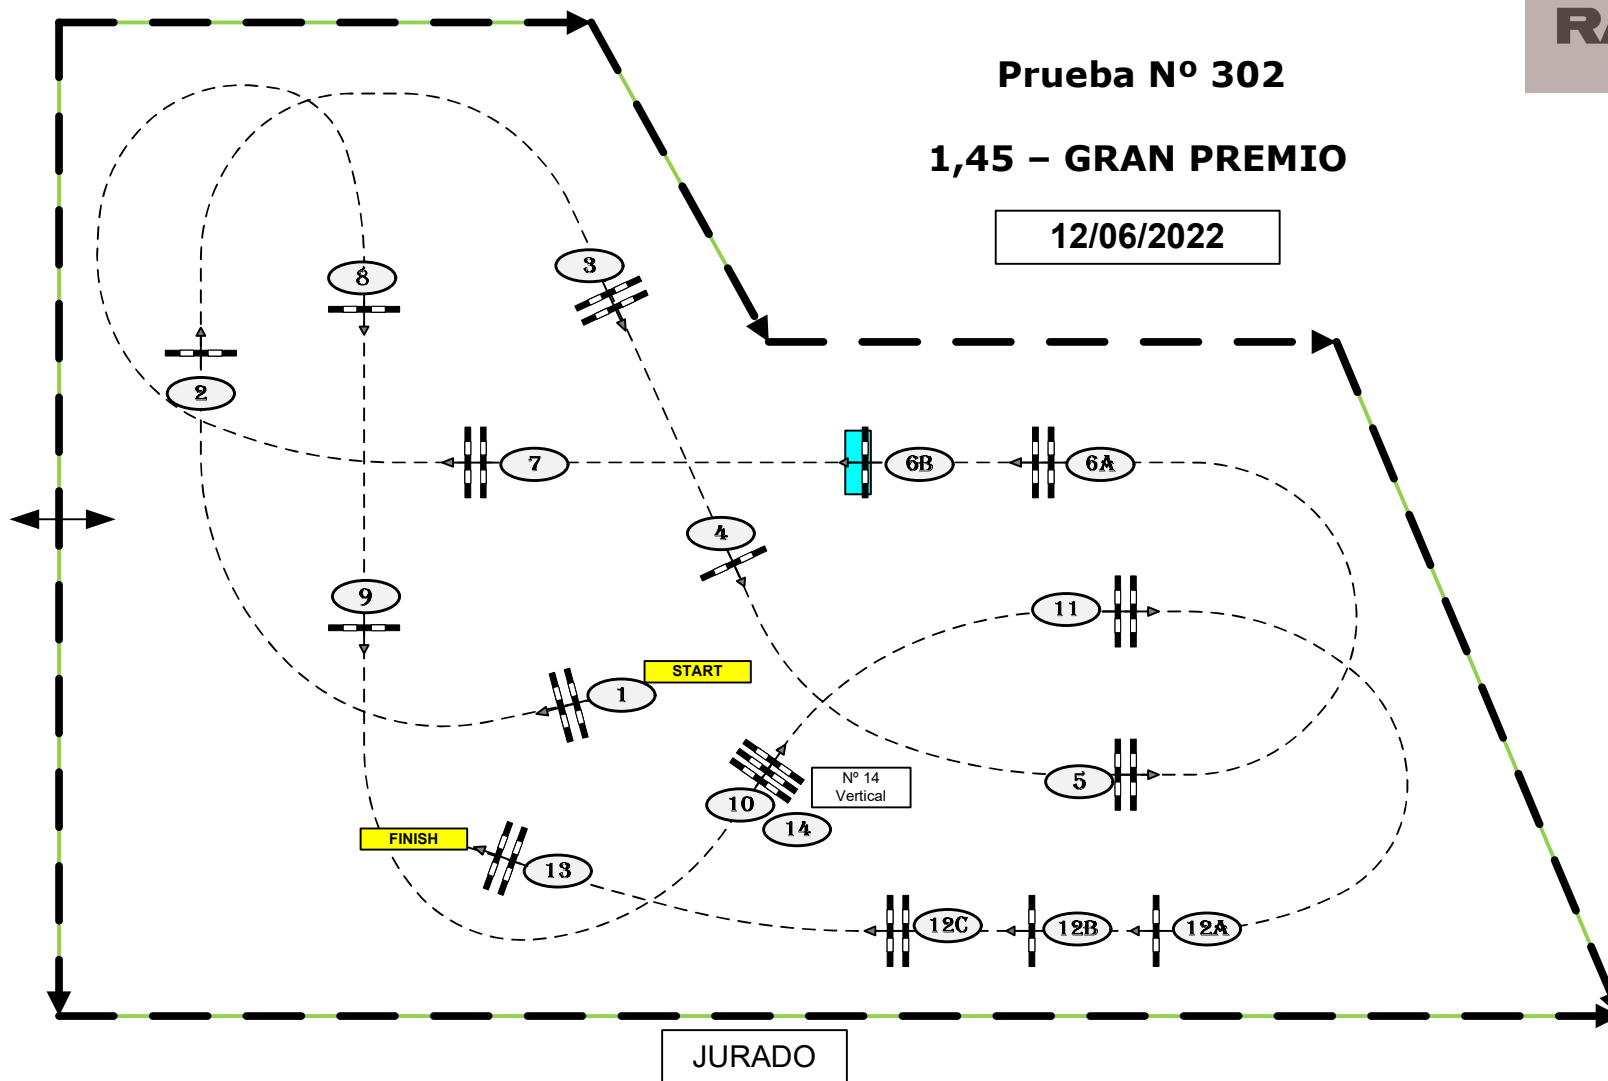 RA
Prueba Nº 302
1,45 – GRAN PREMIO
12/06/2022
8
3
2
7
6B
6A
4
9
11
START
1
5
Nº 14
Vertical
10
14
FINISH
13
12C
12B
12A
JURADO